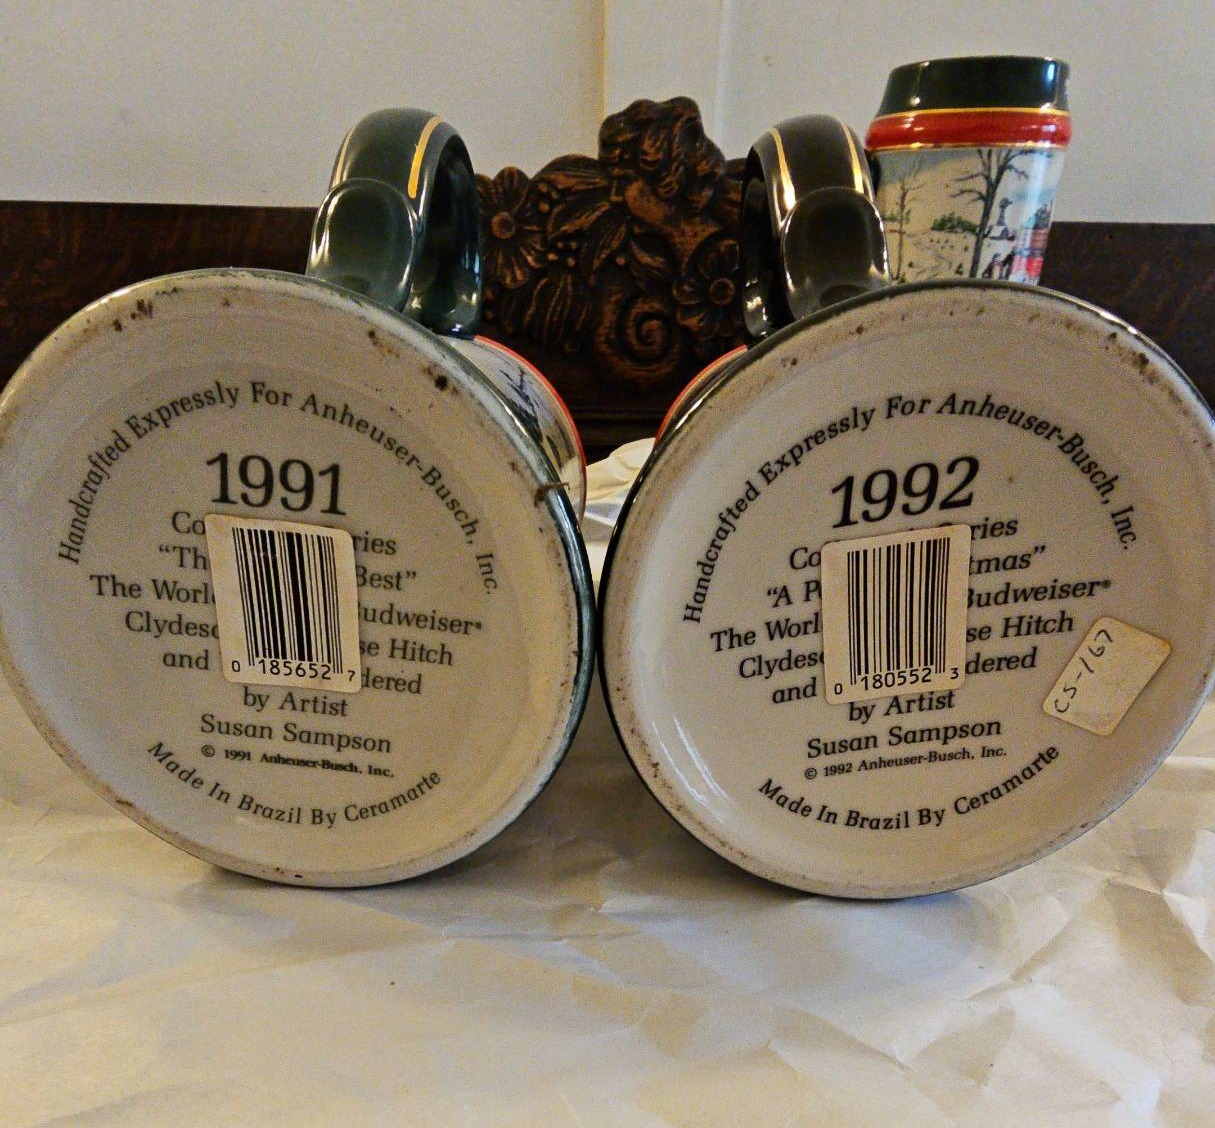 Handcrafted Expressly For Anheuser-Busch, Inc.
1991
Co ries
"Th Best"
The Worl Budweiser®
Clydesd se Hitch
and dered
by Artist
Susan Sampson
© 1991 Anheuser-Busch, Inc.
Made In Brazil By Ceramarte
0 185652 7
Handcrafted Expressly For Anheuser-Busch, Inc.
1992
Co Series
"A P tmas"
The Worl Budweiser®
Clydesd se Hitch
and dered
by Artist
Susan Sampson
© 1992 Anheuser-Busch, Inc.
Made In Brazil By Ceramarte
0 180552 3
CS-167